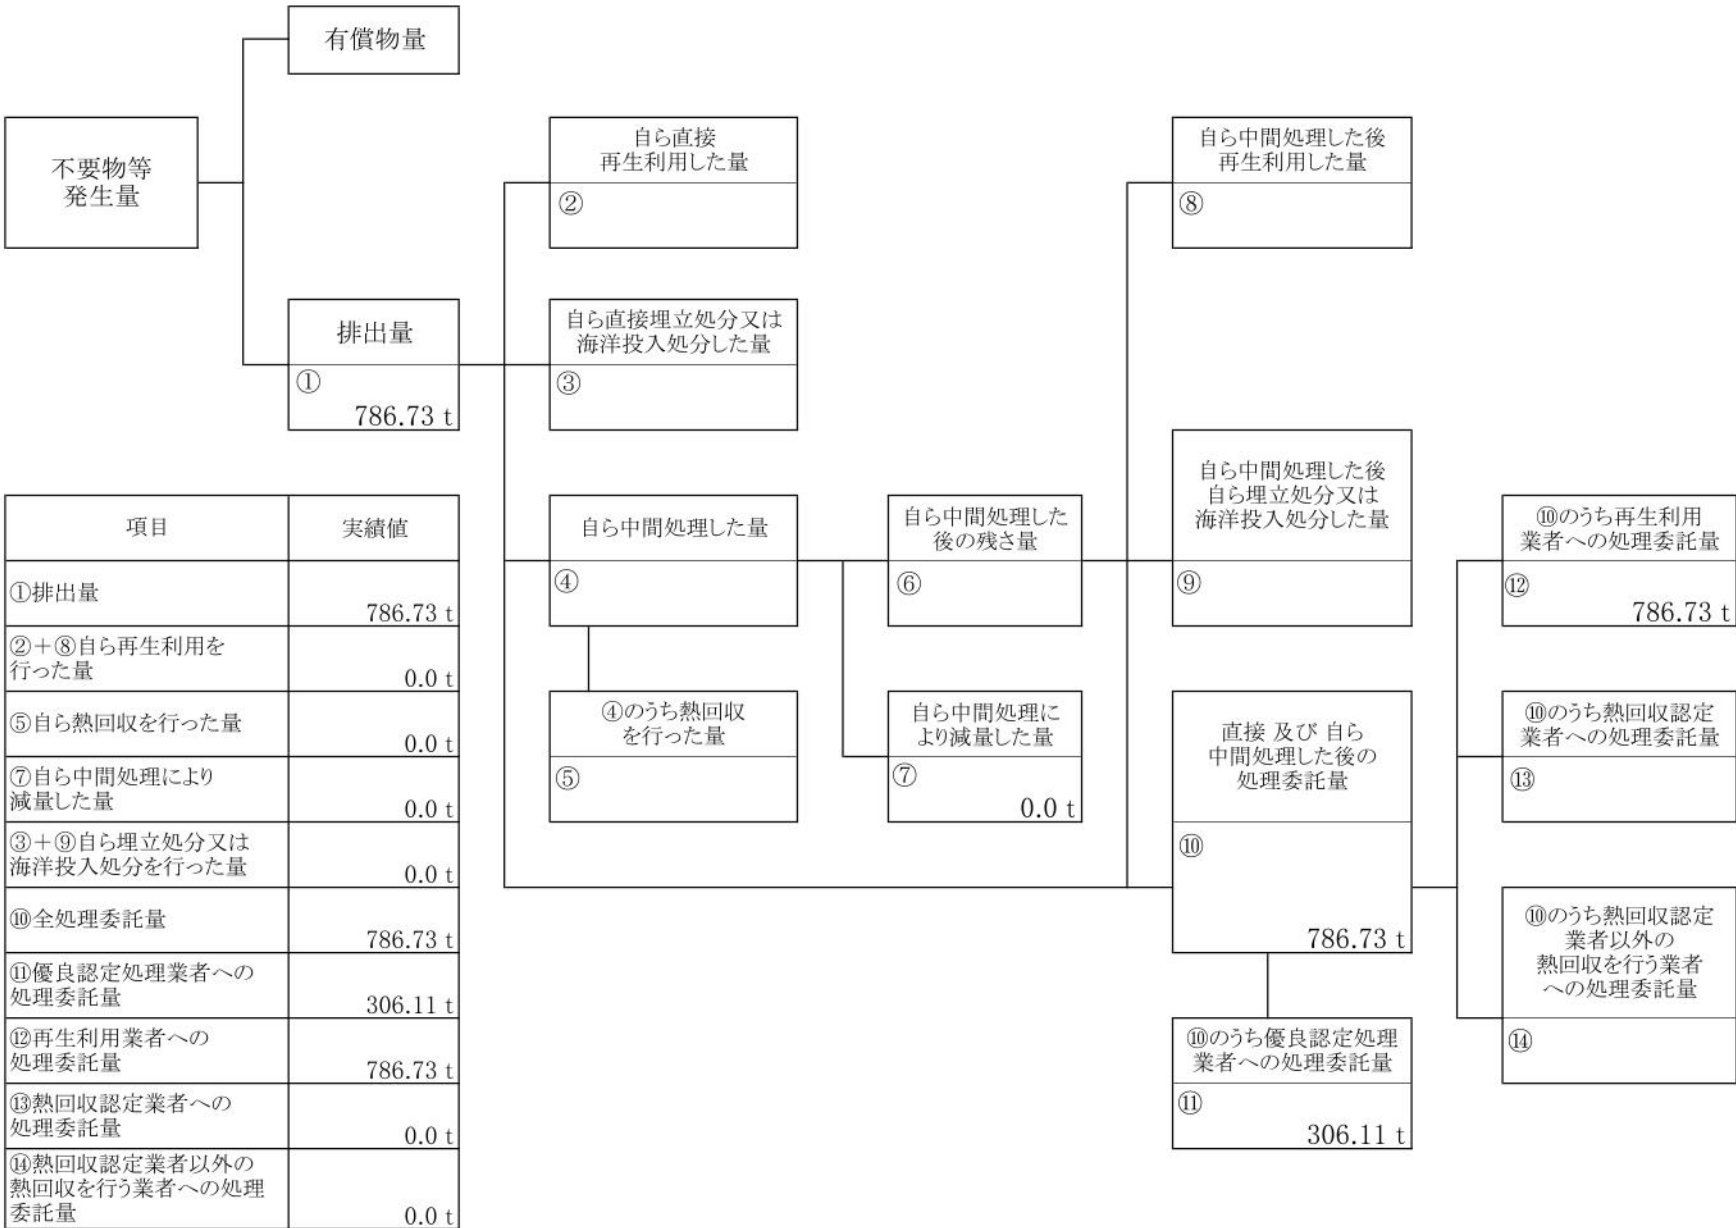 有償物量
不要物等
発生量
自ら直接
再生利用した量
②
自ら中間処理した後
再生利用した量
⑧
排出量
①
786.73 t
自ら直接埋立処分又は
海洋投入処分した量
③
自ら中間処理した量
④
自ら中間処理した
後の残さ量
⑥
自ら中間処理した後
自ら埋立処分又は
海洋投入処分した量
⑨
⑩のうち再生利用
業者への処理委託量
⑫
786.73 t
④のうち熱回収
を行った量
⑤
自ら中間処理に
より減量した量
⑦
0.0 t
直接 及び 自ら
中間処理した後の
処理委託量
⑩
786.73 t
⑩のうち熱回収認定
業者への処理委託量
⑬
⑩のうち熱回収認定
業者以外の
熱回収を行う業者
への処理委託量
⑭
⑩のうち優良認定処理
業者への処理委託量
⑪
306.11 t
項目 実績値
①排出量
786.73 t
②＋⑧自ら再生利用を
行った量
0.0 t
⑤自ら熱回収を行った量
0.0 t
⑦自ら中間処理により
減量した量
0.0 t
③＋⑨自ら埋立処分又は
海洋投入処分を行った量
0.0 t
⑩全処理委託量
786.73 t
⑪優良認定処理業者への
処理委託量
306.11 t
⑫再生利用業者への
処理委託量
786.73 t
⑬熱回収認定業者への
処理委託量
0.0 t
⑭熱回収認定業者以外の
熱回収を行う業者への処理
委託量
0.0 t